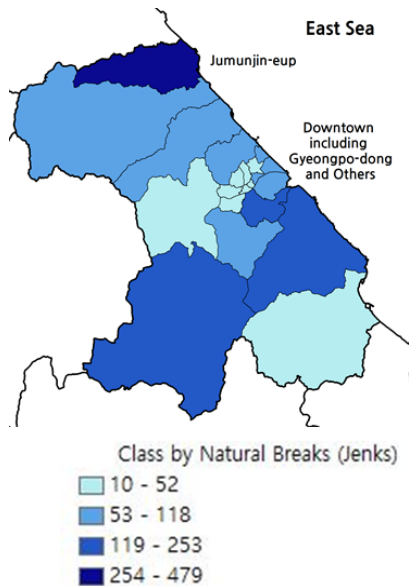 East Sea
Jumunjin-eup
Downtown
including
Gyeongpo-dong
and Others
Class by Natural Breaks (Jenks)
10 - 52
53 - 118
119 - 253
254 - 479